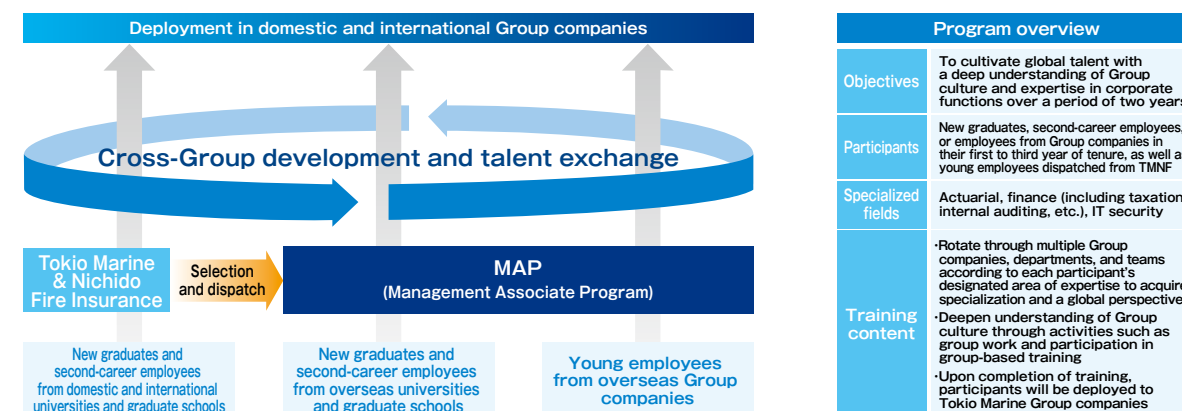 Deployment in domestic and international Group companies
Cross-Group development and talent exchange
Tokio Marine
& Nichido
Fire Insurance
Selection
and dispatch
MAP
(Management Associate Program)
New graduates and
second-career employees
from domestic and international
universities and graduate schools
New graduates and
second-career employees
from overseas universities
and graduate schools
Young employees
from overseas Group
companies
Program overview
Objectives
To cultivate global talent with
a deep understanding of Group
culture and expertise in corporate
functions over a period of two years
Participants
New graduates, second-career employees,
or employees from Group companies in
their first to third year of tenure, as well a
young employees dispatched from TMNF
Specialized
fields
Actuarial, finance (including taxation
internal auditing, etc.), IT security
Training
content
・Rotate through multiple Group
companies, departments, and teams
according to each participant's
designated area of expertise to acquire
specialization and a global perspective
・Deepen understanding of Group
culture through activities such as
group work and participation in
group-based training
・Upon completion of training,
participants will be deployed to
Tokio Marine Group companies